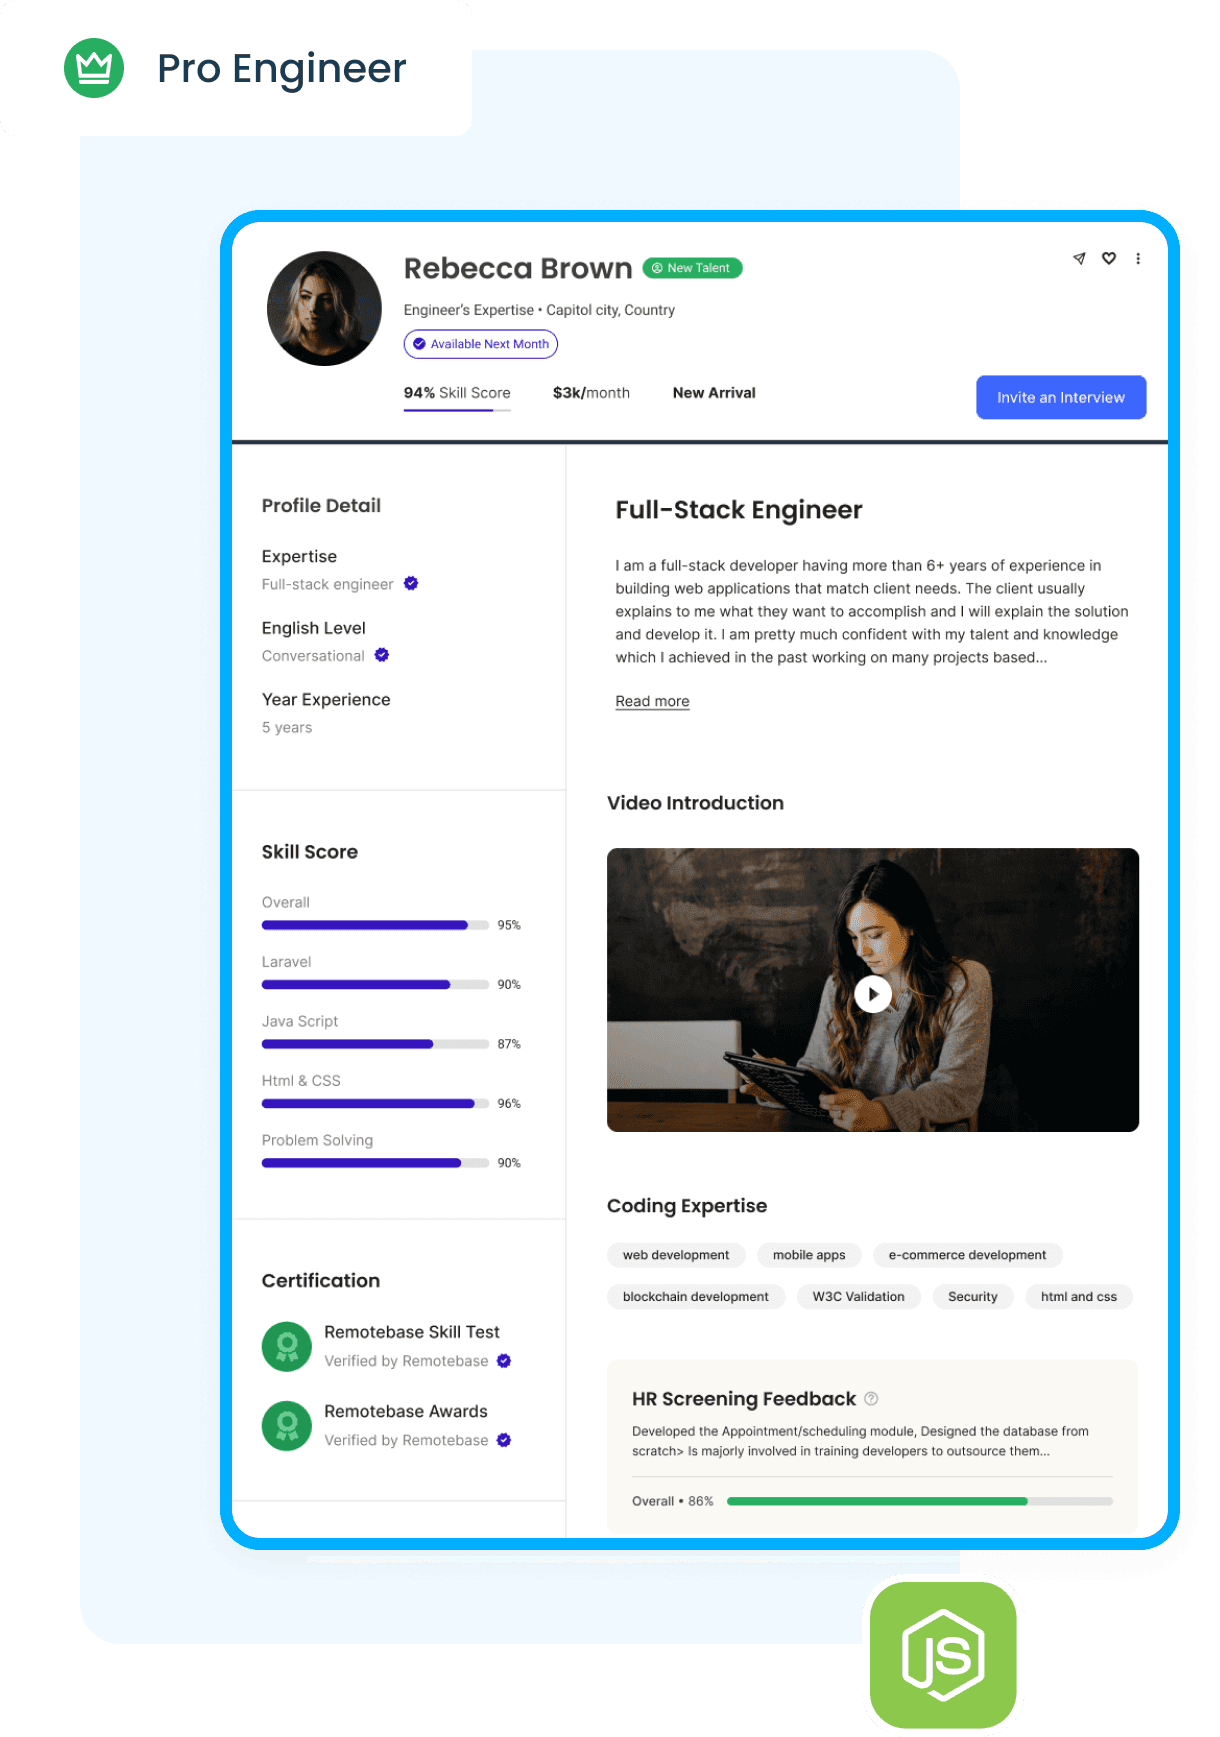 Pro Engineer
Rebecca Brown
New Talent
Engineer's Expertise • Capitol city, Country
Available Next Month
94% Skill Score
$3k/month
New Arrival
Invite an Interview
Profile Detail
Expertise
Full-stack engineer
English Level
Conversational
Year Experience
5 years
Skill Score
Overall
95%
Laravel
90%
Java Script
87%
Html & CSS
96%
Problem Solving
90%
Certification
Remotebase Skill Test
Verified by Remotebase
Remotebase Awards
Verified by Remotebase
Full-Stack Engineer
I am a full-stack developer having more than 6+ years of experience in
building web applications that match client needs. The client usually
explains to me what they want to accomplish and I will explain the solution
and develop it. I am pretty much confident with my talent and knowledge
which I achieved in the past working on many projects based...
Read more
Video Introduction
Coding Expertise
web development
mobile apps
e-commerce development
blockchain development
W3C Validation
Security
html and css
HR Screening Feedback
Developed the Appointment/scheduling module, Designed the database from
scratch> Is majorly involved in training developers to outsource them...
Overall • 86%
JS